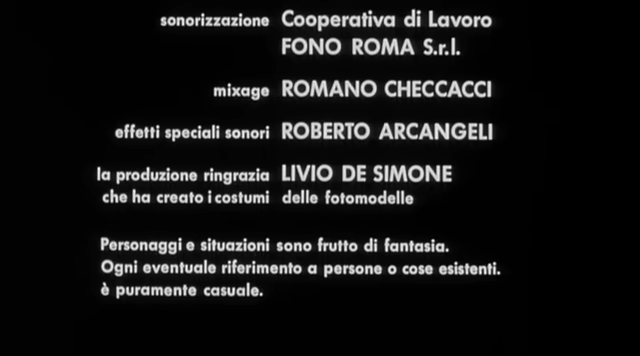 sonorizzazione Cooperativa di Lavoro
FONO ROMA S.r.l.
mixage ROMANO CHECCACCI
effetti speciali sonori ROBERTO ARCANGELI
la produzione ringrazia LIVIO DE SIMONE
che ha creato i costumi delle fotomodelle
Personaggi e situazioni sono frutto di fantasia.
Ogni eventuale riferimento a persone o cose esistenti.
è puramente casuale.